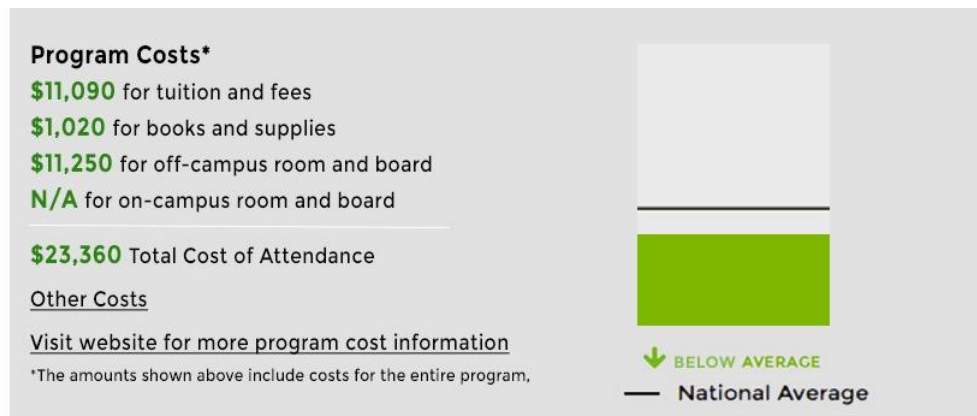 Program Costs*
$11,090 for tuition and fees
$1,020 for books and supplies
$11,250 for off-campus room and board
N/A for on-campus room and board
$23,360 Total Cost of Attendance
Other Costs
Visit website for more program cost information
*The amounts shown above include costs for the entire program,
BELOW AVERAGE
National Average